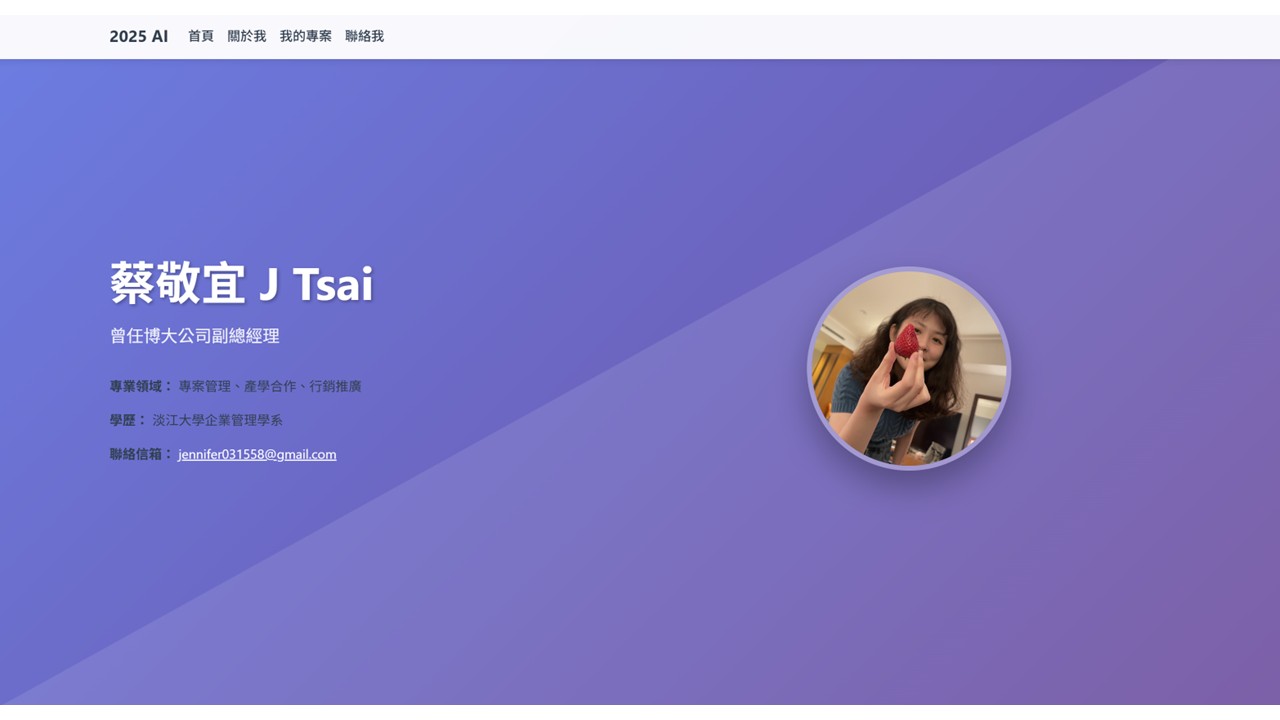 2025 AI 首頁 關於我 我的專案 聯絡我
蔡敬宜 J Tsai
曾任博大公司副總經理
專業領域： 專案管理、產學合作、行銷推廣
學歷： 淡江大學企業管理學系
聯絡信箱： jennifer031558@gmail.com